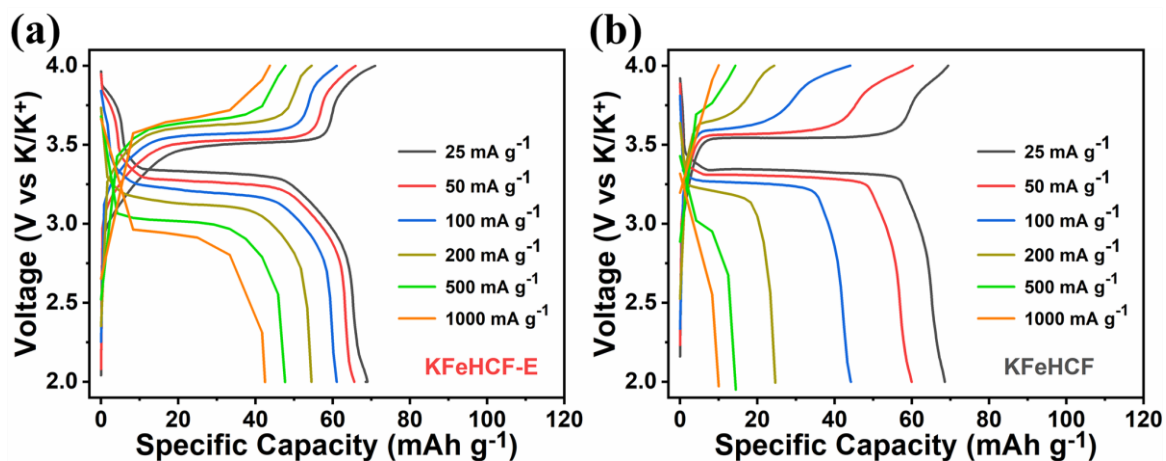 (a)
Voltage (V vs K/K⁺)
4.0
3.5
3.0
2.5
2.0
25 mA g⁻¹
50 mA g⁻¹
100 mA g⁻¹
200 mA g⁻¹
500 mA g⁻¹
1000 mA g⁻¹
KFeHCF-E
0 20 40 60 80 100 120
Specific Capacity (mAh g⁻¹)
(b)
Voltage (V vs K/K⁺)
4.0
3.5
3.0
2.5
2.0
25 mA g⁻¹
50 mA g⁻¹
100 mA g⁻¹
200 mA g⁻¹
500 mA g⁻¹
1000 mA g⁻¹
KFeHCF
0 20 40 60 80 100 120
Specific Capacity (mAh g⁻¹)